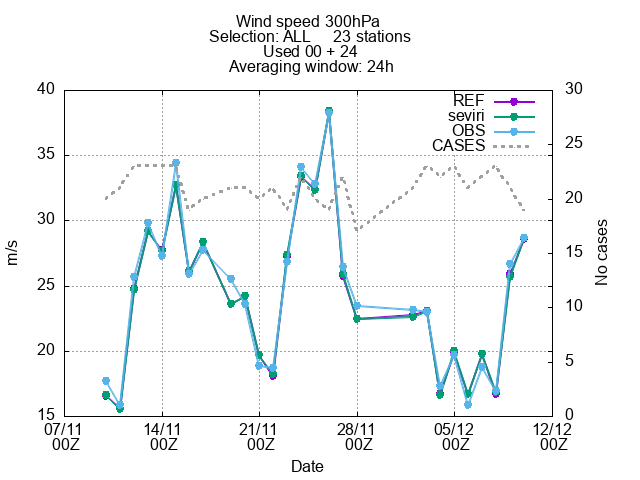 Wind speed 300hPa
Selection: ALL     23 stations
Used 00 + 24
Averaging window: 24h
40
35
30
25
20
15
m/s
30
25
20
15
10
5
0
No cases
REF
seviri
OBS
CASES
07/11 14/11 21/11 28/11 05/12 12/12
00Z 00Z 00Z 00Z 00Z 00Z
Date